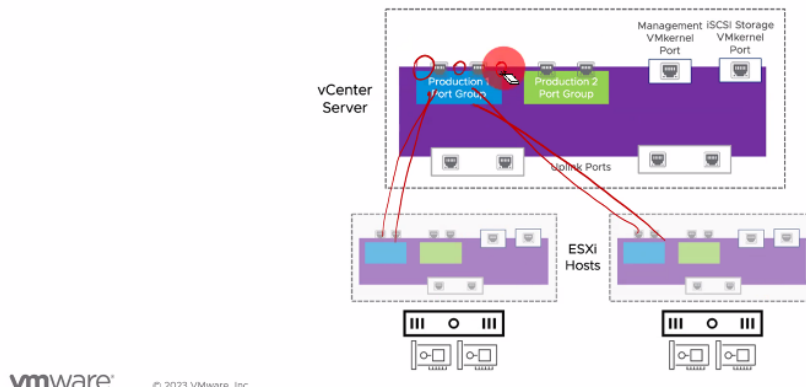 Management
VMkernel
Port
iSCSI Storage
VMkernel
Port
vCenter
Server
Production 1
Port Group
Production 2
Port Group
Uplink Ports
ESXi
Hosts
vmware
© 2023 VMware, Inc.